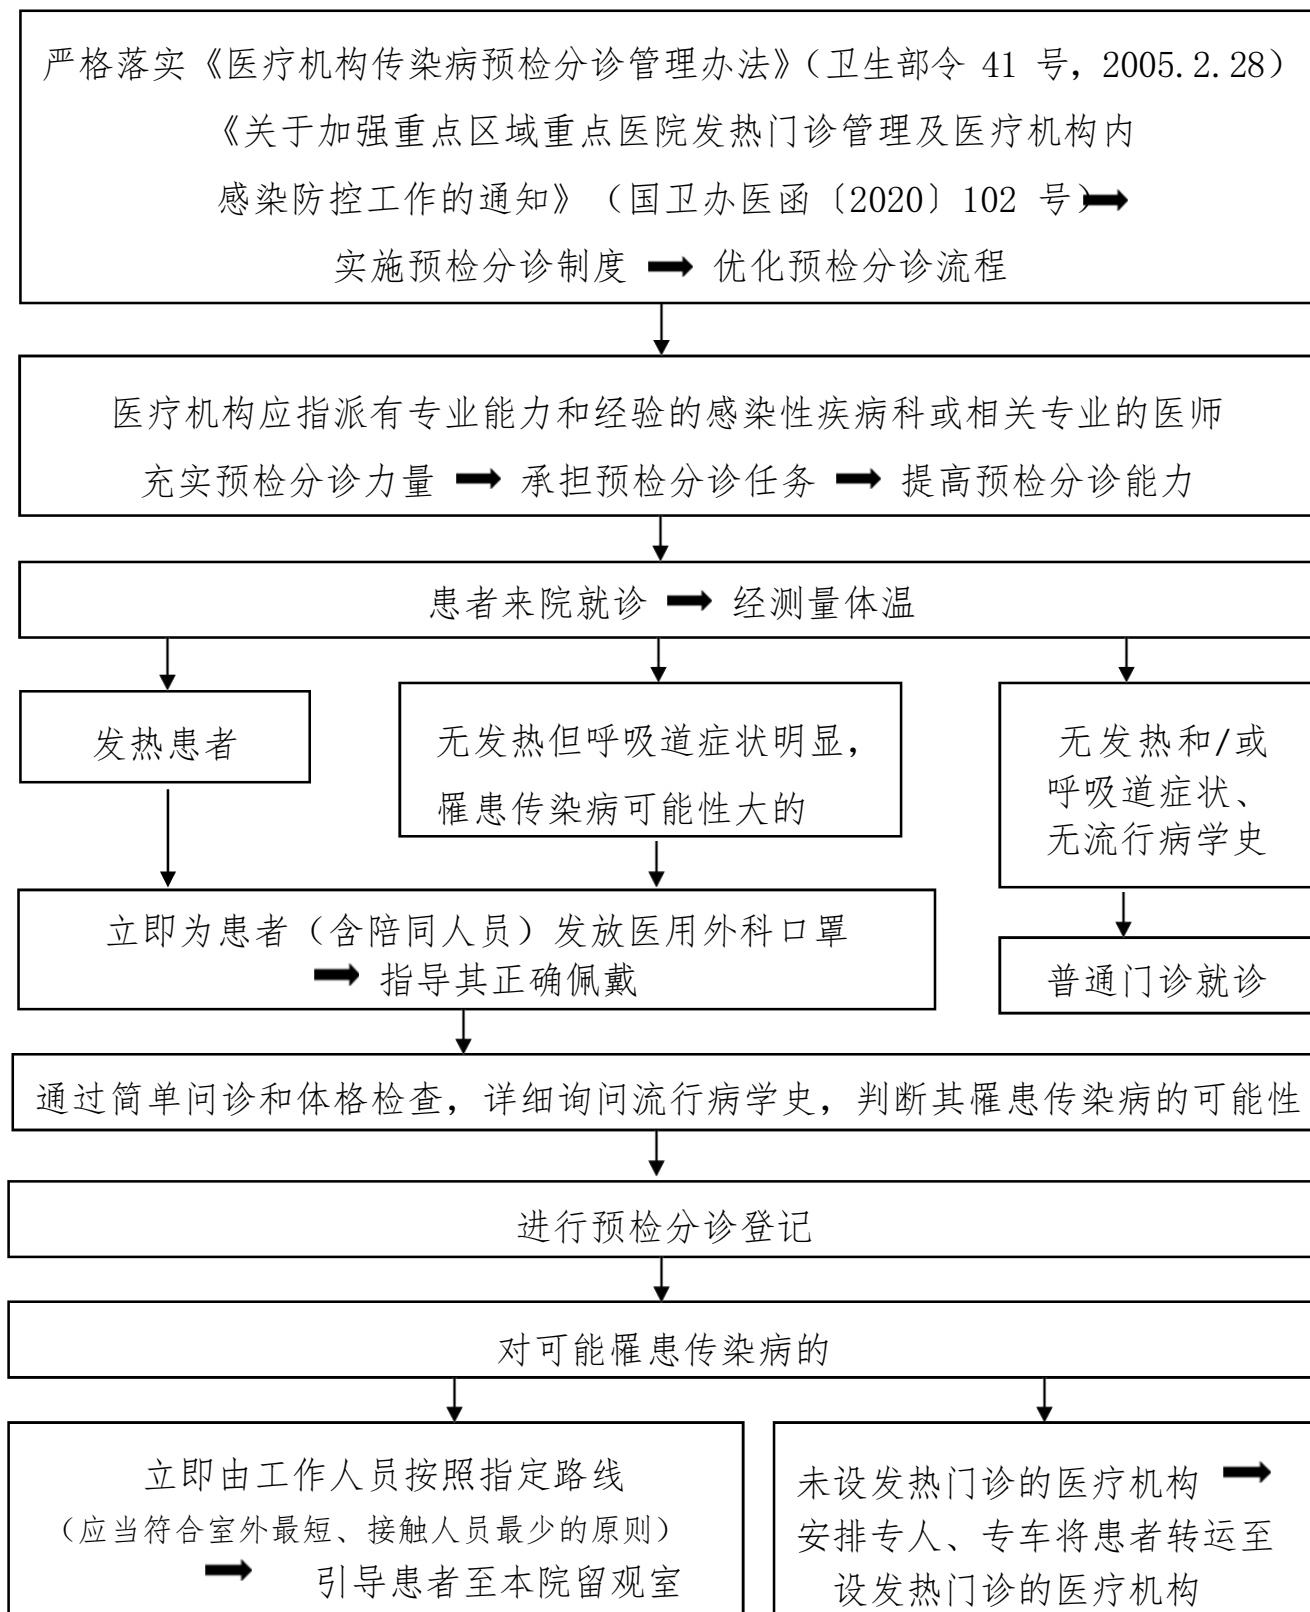 严格落实《医疗机构传染病预检分诊管理办法》（卫生部令 41 号，2005.2.28）
《关于加强重点区域重点医院发热门诊管理及医疗机构内
感染防控工作的通知》（国卫办医函〔2020〕102 号）➡
实施预检分诊制度 ➡ 优化预检分诊流程
医疗机构应指派有专业能力和经验的感染性疾病科或相关专业的医师
充实预检分诊力量 ➡ 承担预检分诊任务 ➡ 提高预检分诊能力
患者来院就诊 ➡ 经测量体温
发热患者
无发热但呼吸道症状明显，
罹患传染病可能性大的
无发热和/或
呼吸道症状、
无流行病学史
立即为患者（含陪同人员）发放医用外科口罩
➡ 指导其正确佩戴
普通门诊就诊
通过简单问诊和体格检查，详细询问流行病学史，判断其罹患传染病的可能性
进行预检分诊登记
对可能罹患传染病的
立即由工作人员按照指定路线
（应当符合室外最短、接触人员最少的原则）
➡ 引导患者至本院留观室
未设发热门诊的医疗机构 ➡
安排专人、专车将患者转运至
设发热门诊的医疗机构